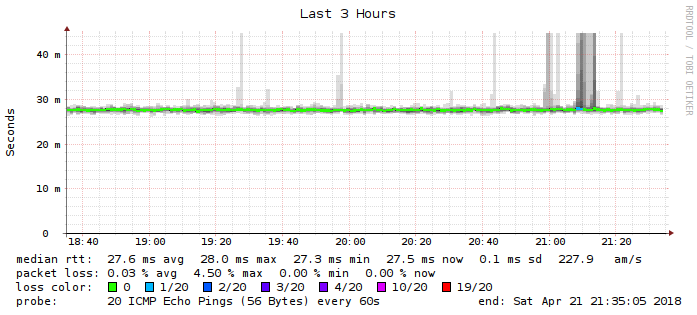 Last 3 Hours
RRDTOOL / TOBI OETIKER
Seconds
40 m
30 m
20 m
10 m
0
18:40 19:00 19:20 19:40 20:00 20:20 20:40 21:00 21:20
median rtt: 27.6 ms avg 28.0 ms max 27.3 ms min 27.5 ms now 0.1 ms sd 227.9 am/s
packet loss: 0.03 % avg 4.50 % max 0.00 % min 0.00 % now
loss color: 0 1/20 2/20 3/20 4/20 10/20 19/20
probe: 20 ICMP Echo Pings (56 Bytes) every 60s end: Sat Apr 21 21:35:05 2018